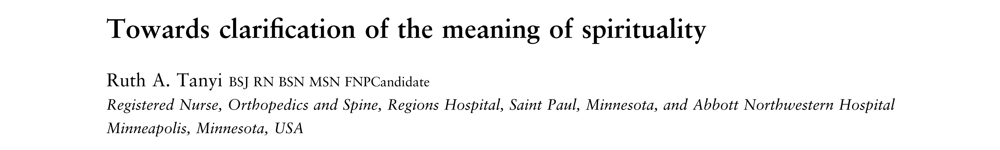 Towards clarification of the meaning of spirituality
Ruth A. Tanyi BSJ RN BSN MSN FNPCandidate
Registered Nurse, Orthopedics and Spine, Regions Hospital, Saint Paul, Minnesota, and Abbott Northwestern Hospital
Minneapolis, Minnesota, USA